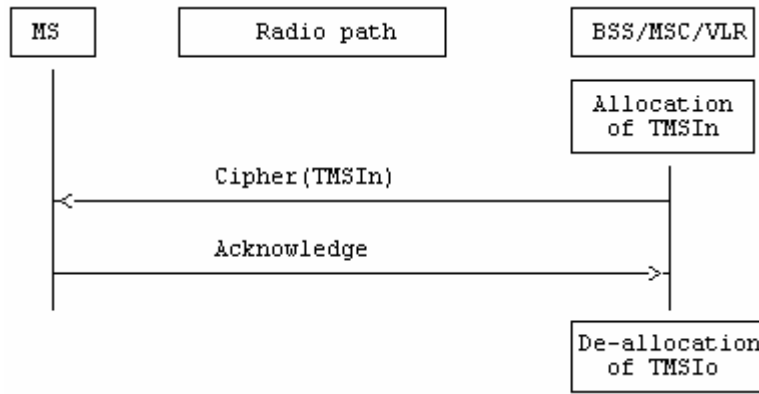 MS
Radio path
BSS/MSC/VLR
Allocation
of TMSIn
Cipher(TMSIn)
Acknowledge
De-allocation
of TMSIo